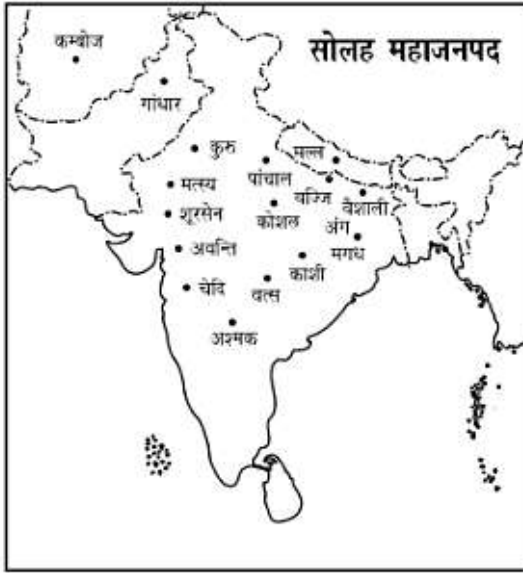 सोलह महाजनपद
कम्बोज
गांधार
कुरु
पांचाल
मल्ल
मत्स्य
वज्जि
वैशाली
शूरसेन
कोशल
अंग
मगध
अवन्ति
काशी
चेदि
वत्स
अश्मक